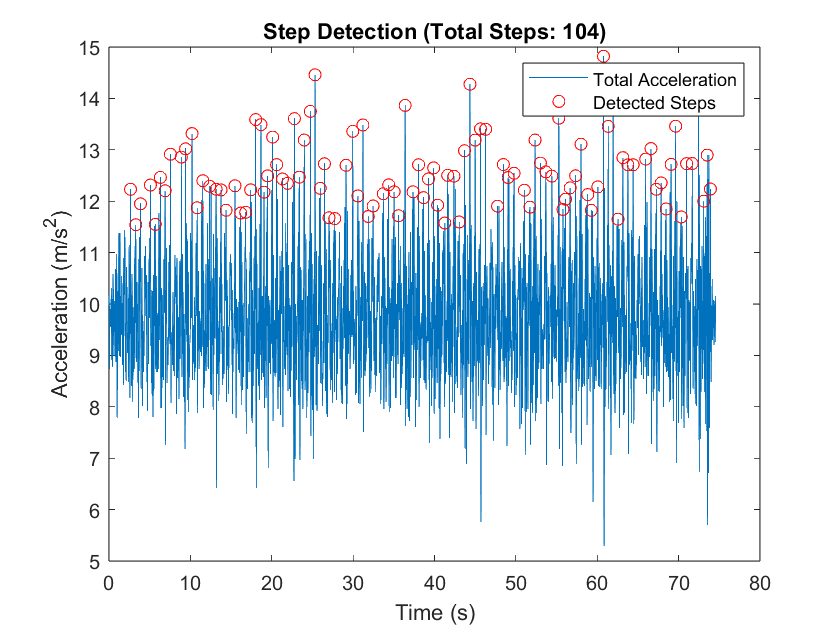 Step Detection (Total Steps: 104)
Total Acceleration
Detected Steps
15
14
13
12
11
10
9
8
7
6
5
Acceleration (m/s²)
0 10 20 30 40 50 60 70 80
Time (s)